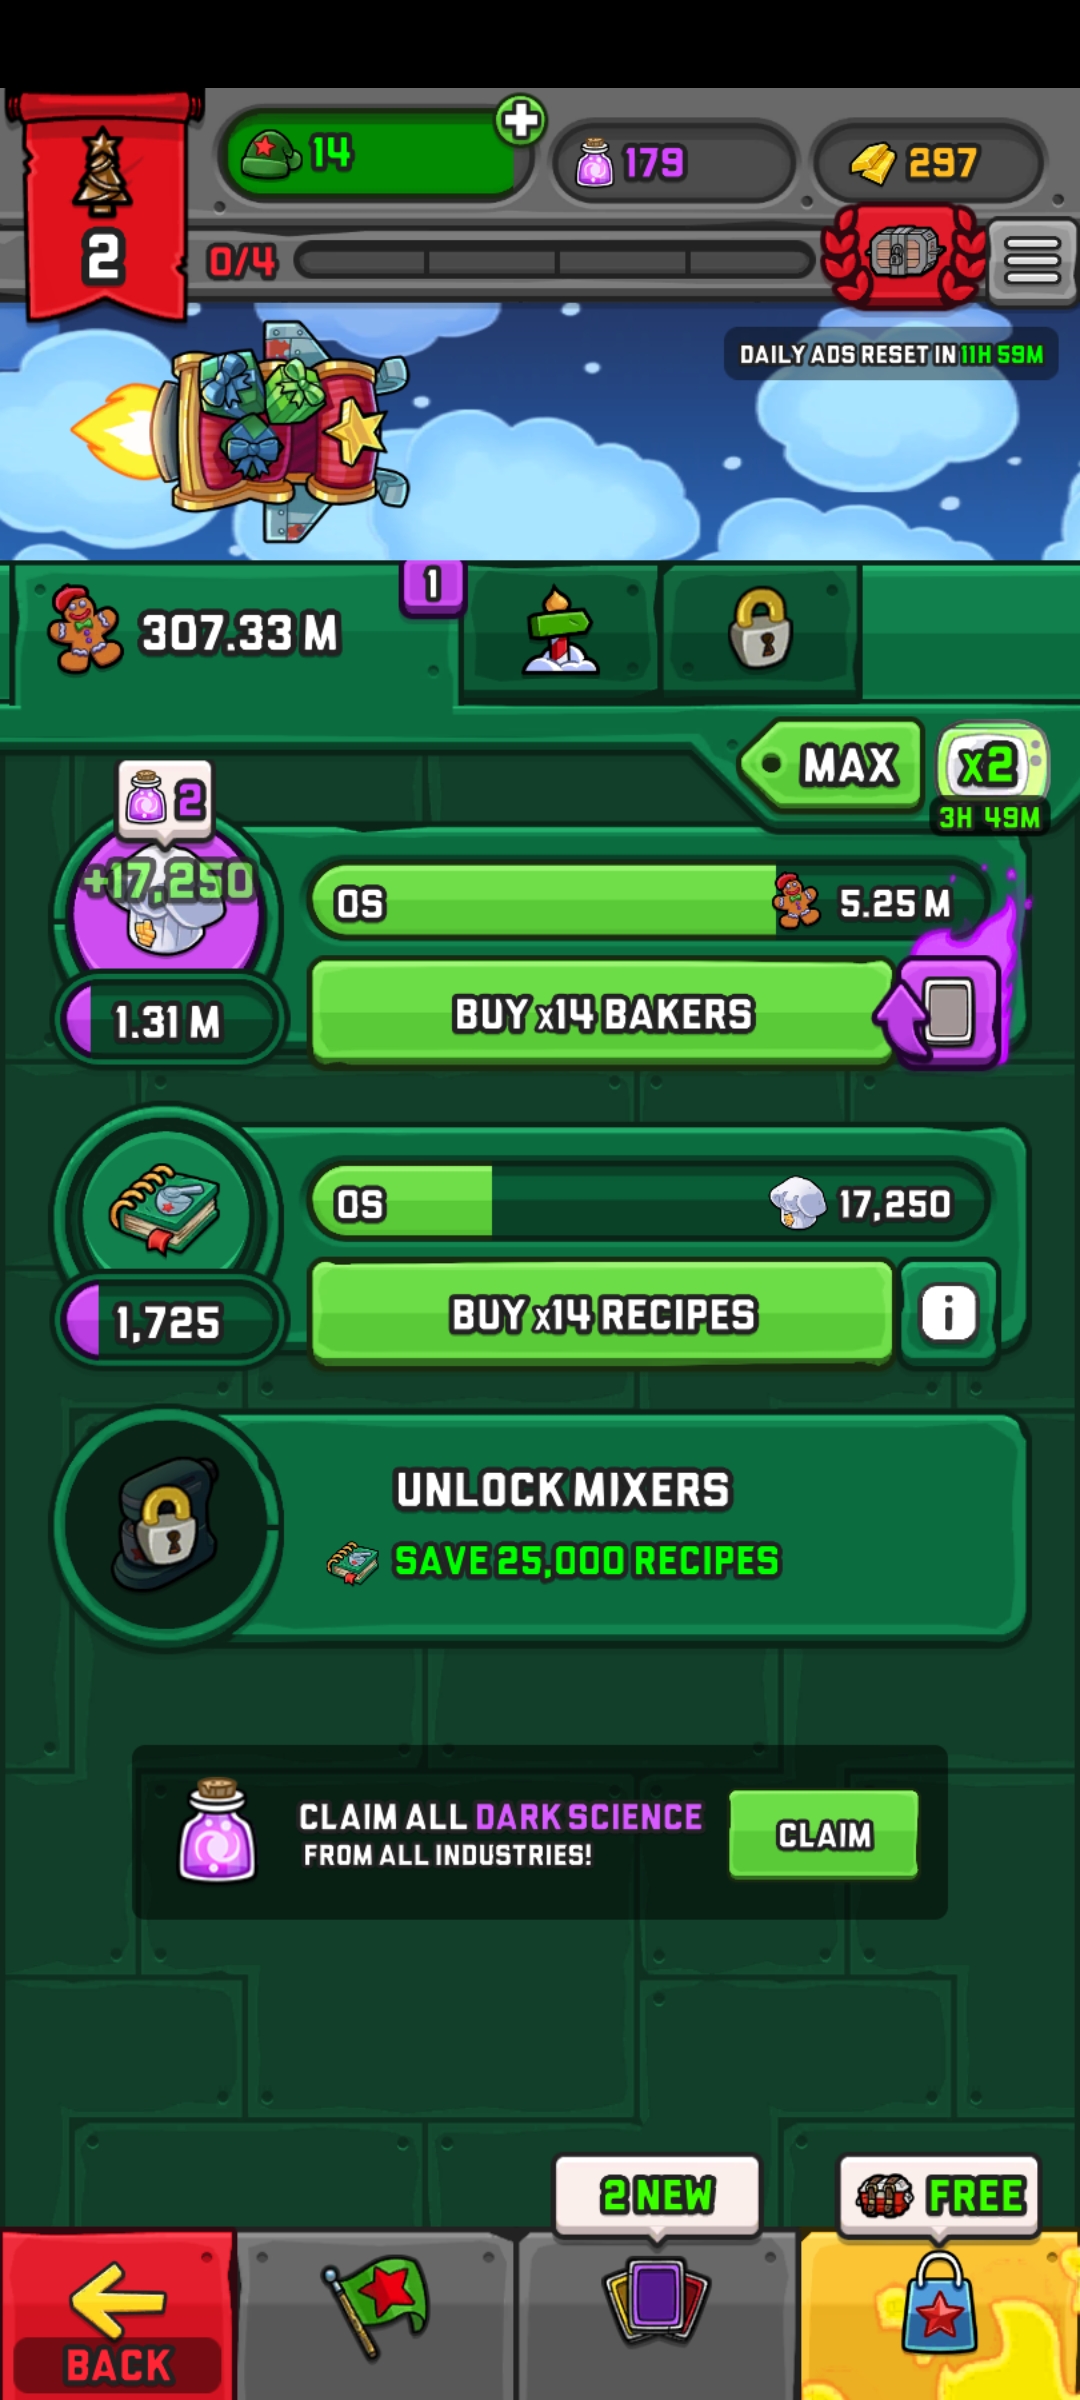 14
179
297
2
0/4
DAILY ADS RESET IN 11H 59M
307.33 M
1
MAX
x2
3H 49M
2
+17,250
0S
5.25 M
1.31 M
BUY x14 BAKERS
0S
17,250
1,725
BUY x14 RECIPES
i
UNLOCK MIXERS
SAVE 25,000 RECIPES
CLAIM ALL DARK SCIENCE
FROM ALL INDUSTRIES!
CLAIM
2 NEW
FREE
BACK